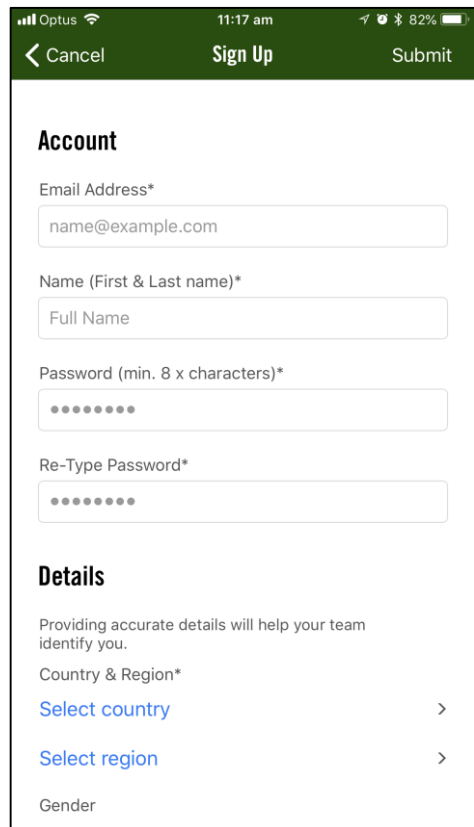 Optus 11:17 am 82%
Cancel Sign Up Submit
Account
Email Address*
name@example.com
Name (First & Last name)*
Full Name
Password (min. 8 x characters)*
••••••••
Re-Type Password*
••••••••
Details
Providing accurate details will help your team
identify you.
Country & Region*
Select country
Select region
Gender